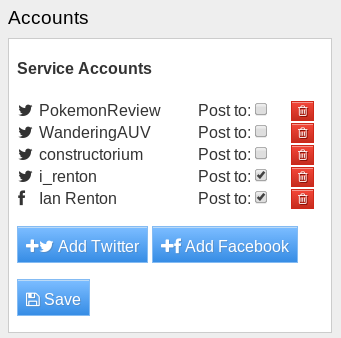 Accounts
Service Accounts
PokemonReview Post to:
WanderingAUV Post to:
constructorium Post to:
i_renton Post to:
Ian Renton Post to:
Add Twitter Add Facebook
Save